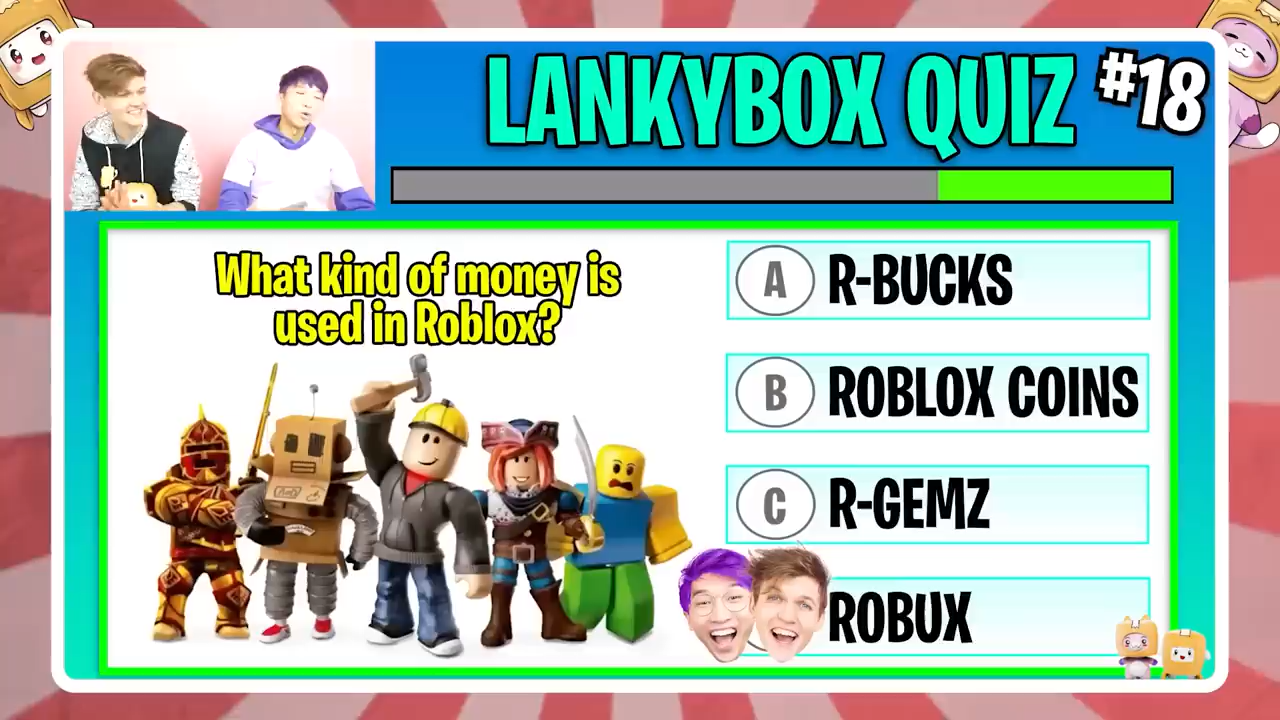 LANKYBOX QUIZ #18
What kind of money is
used in Roblox?
A R-BUCKS
B ROBLOX COINS
C R-GEMZ
ROBUX